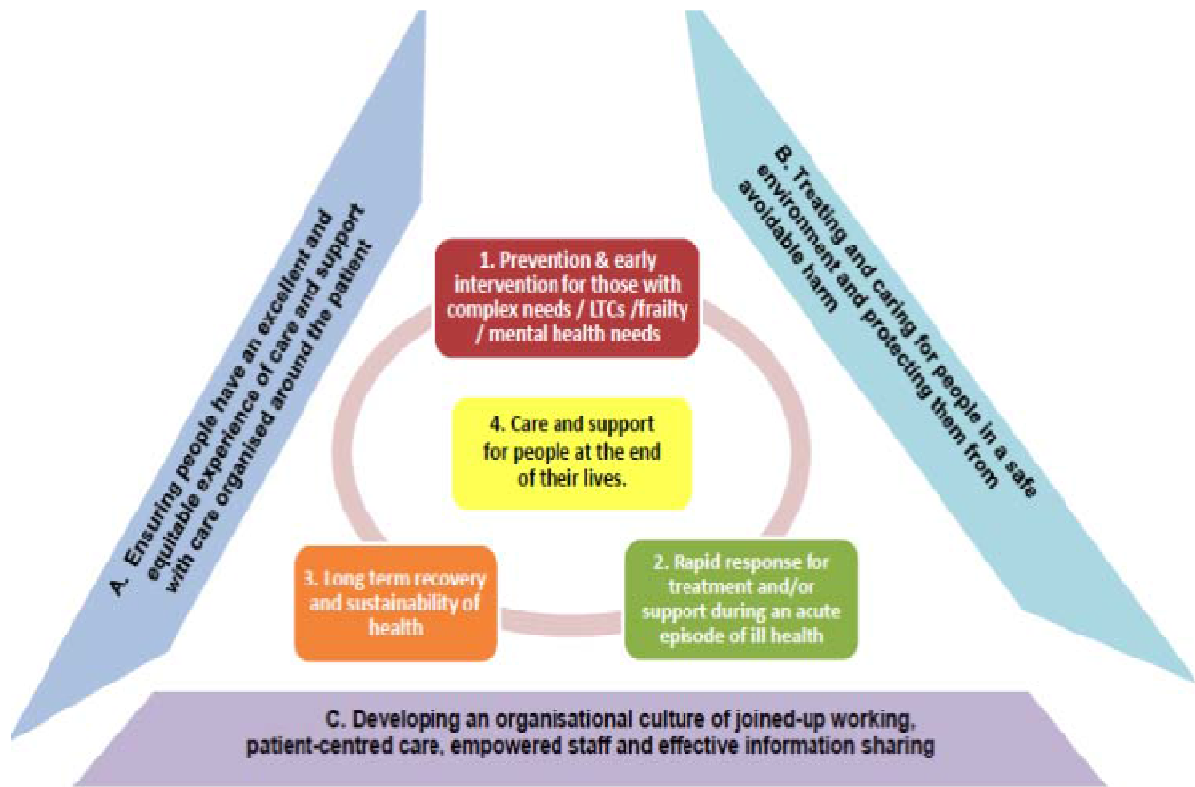 A. Ensuring people have an excellent and
equitable experience of care and support
with care organised around the patient
B. Treating and caring for people in a safe
environment and protecting them from
avoidable harm
1. Prevention & early
intervention for those with
complex needs / LTCs /frailty
/ mental health needs
4. Care and support
for people at the end
of their lives.
3. Long term recovery
and sustainability of
health
2. Rapid response for
treatment and/or
support during an acute
episode of ill health
C. Developing an organisational culture of joined-up working,
patient-centred care, empowered staff and effective information sharing